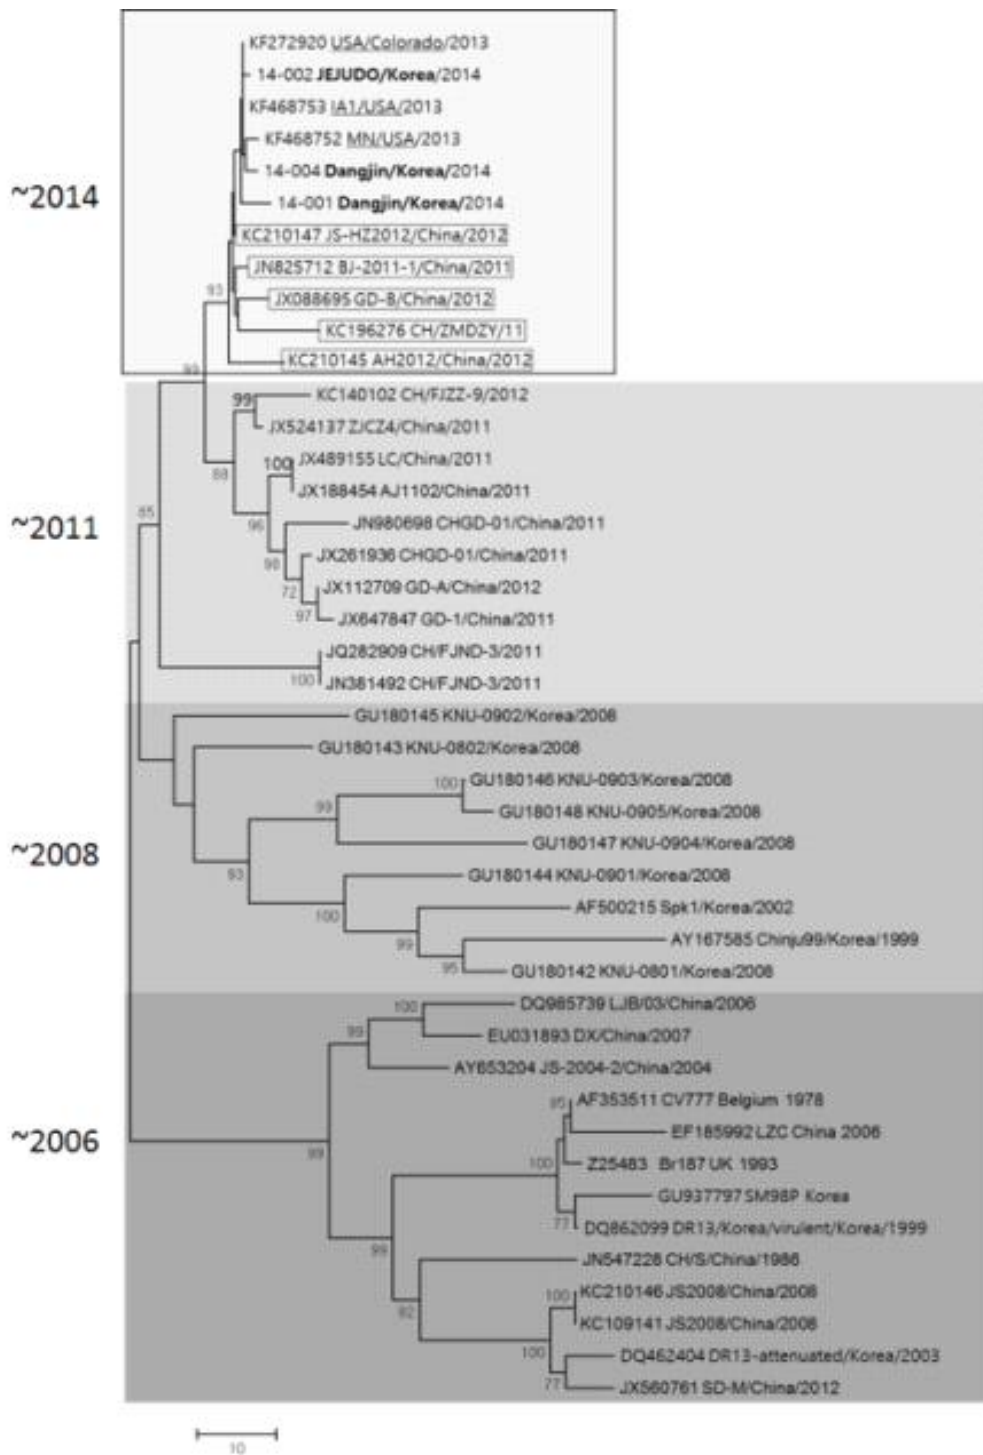 KF272920 USA/Colorado/2013
14-002 JEJUDO/Korea/2014
KF468753 IA1/USA/2013
KF468752 MN/USA/2013
14-004 Dangjin/Korea/2014
~2014
14-001 Dangjin/Korea/2014
KC210147 JS-HZ2012/China/2012
JN825712 BJ-2011-1/China/2011
93
JX088695 GD-B/China/2012
KC196276 CH/ZMDZY/11
KC210145 AH2012/China/2012
99
KC140102 CH/FJZZ-9/2012
99
JX524137 ZJCZ4/China/2011
100
JX489155 LC/China/2011
88
JX188454 AJ1102/China/2011
85
96
JN980698 CHGD-01/China/2011
~2011
98
JX261936 CHGD-01/China/2011
72
JX112709 GD-A/China/2012
97
JX647847 GD-1/China/2011
JQ282909 CH/FJND-3/2011
100
JN381492 CH/FJND-3/2011
GU180145 KNU-0902/Korea/2008
GU180143 KNU-0802/Korea/2008
100
GU180146 KNU-0903/Korea/2008
99
GU180148 KNU-0905/Korea/2008
GU180147 KNU-0904/Korea/2008
~2008
93
GU180144 KNU-0901/Korea/2008
100
AF500215 Spk1/Korea/2002
99
AY167585 Chinju99/Korea/1999
95
GU180142 KNU-0801/Korea/2008
100
DQ985739 LJB/03/China/2006
99
EU031893 DX/China/2007
AY653204 JS-2004-2/China/2004
95
AF353511 CV777 Belgium 1978
~2006
99
EF185992 LZC China 2006
100
Z25483 Br187 UK 1993
GU937797 SM98P Korea
77
DQ862099 DR13/Korea/virulent/Korea/1999
99
JN547228 CH/S/China/1986
100
KC210146 JS2008/China/2008
92
KC109141 JS2008/China/2008
100
DQ462404 DR13-attenuated/Korea/2003
77
JX560761 SD-M/China/2012
10